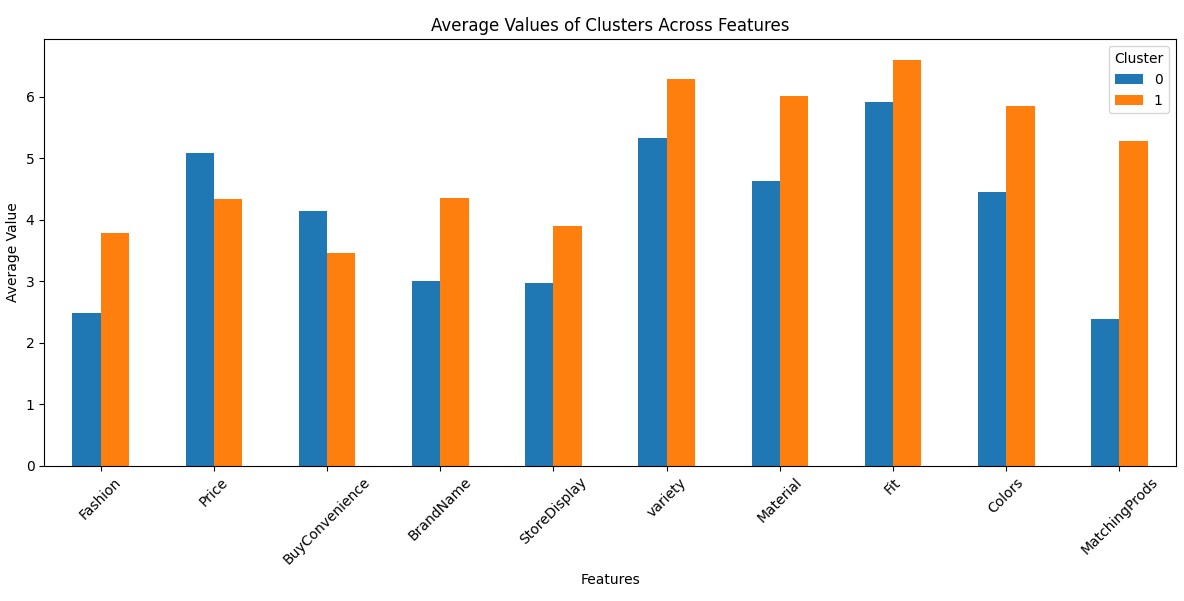 Average Values of Clusters Across Features
Cluster
0
1
Average Value
6
5
4
3
2
1
0
Fashion
Price
BuyConvenience
BrandName
StoreDisplay
variety
Material
Fit
Colors
MatchingProds
Features